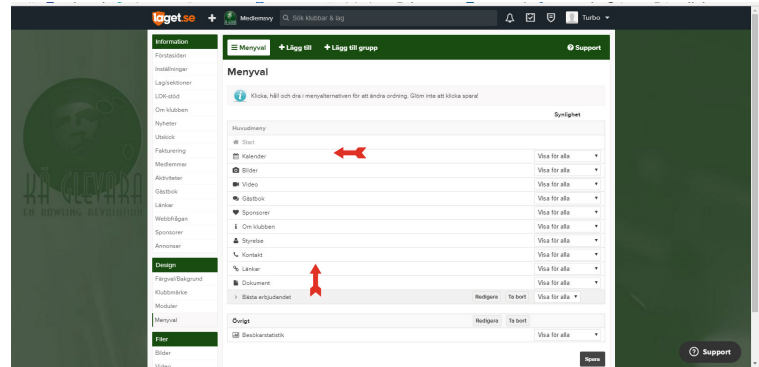 laget.se + Medlemsvy Sök klubbar & lag Turbo
Information
Förstasidan
Inställningar
Lag/sektioner
LOK-stöd
Om klubben
Nyheter
Utskick
Fakturering
Medlemmar
Aktiviteter
Gästbok
Länkar
Webbfrågan
Sponsorer
Annonser
Design
Färgval/Bakgrund
Klubbmärke
Moduler
Menyval
Filer
Bilder
Video
Menyval + Lägg till + Lägg till grupp Support
Menyval
Klicka, håll och dra i menyalternativen för att ändra ordning. Glöm inte att klicka spara!
Synlighet
Huvudmeny
Start
Kalender Visa för alla
Bilder Visa för alla
Video Visa för alla
Gästbok Visa för alla
Sponsorer Visa för alla
Om klubben Visa för alla
Styrelse Visa för alla
Kontakt Visa för alla
Länkar Visa för alla
Dokument Visa för alla
Bästa erbjudandet Redigera Ta bort Visa för alla
Övrigt Redigera Ta bort
Besökarstatistik Visa för alla
Spara
Support
KÄ GLEVARA
EN BOWLING REVOLUTION